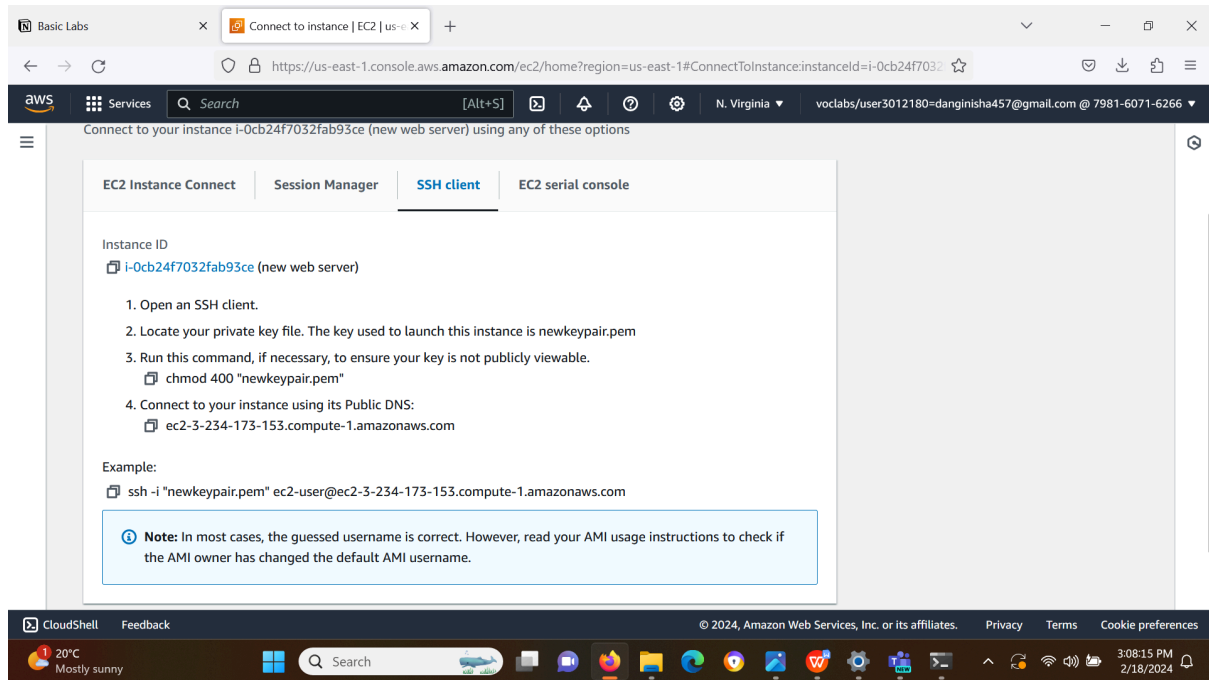 Basic Labs
Connect to instance | EC2 | us-e
https://us-east-1.console.aws.amazon.com/ec2/home?region=us-east-1#ConnectToInstance:instanceId=i-0cb24f7032
aws
Services
Search
[Alt+S]
N. Virginia
voclabs/user3012180=danginisha457@gmail.com @ 7981-6071-6266
Connect to your instance i-0cb24f7032fab93ce (new web server) using any of these options
EC2 Instance Connect
Session Manager
SSH client
EC2 serial console
Instance ID
i-0cb24f7032fab93ce (new web server)
1. Open an SSH client.
2. Locate your private key file. The key used to launch this instance is newkeypair.pem
3. Run this command, if necessary, to ensure your key is not publicly viewable.
chmod 400 "newkeypair.pem"
4. Connect to your instance using its Public DNS:
ec2-3-234-173-153.compute-1.amazonaws.com
Example:
ssh -i "newkeypair.pem" ec2-user@ec2-3-234-173-153.compute-1.amazonaws.com
Note: In most cases, the guessed username is correct. However, read your AMI usage instructions to check if
the AMI owner has changed the default AMI username.
CloudShell
Feedback
© 2024, Amazon Web Services, Inc. or its affiliates.
Privacy
Terms
Cookie preferences
1
20°C
Mostly sunny
Search
NEW
3:08:15 PM
2/18/2024